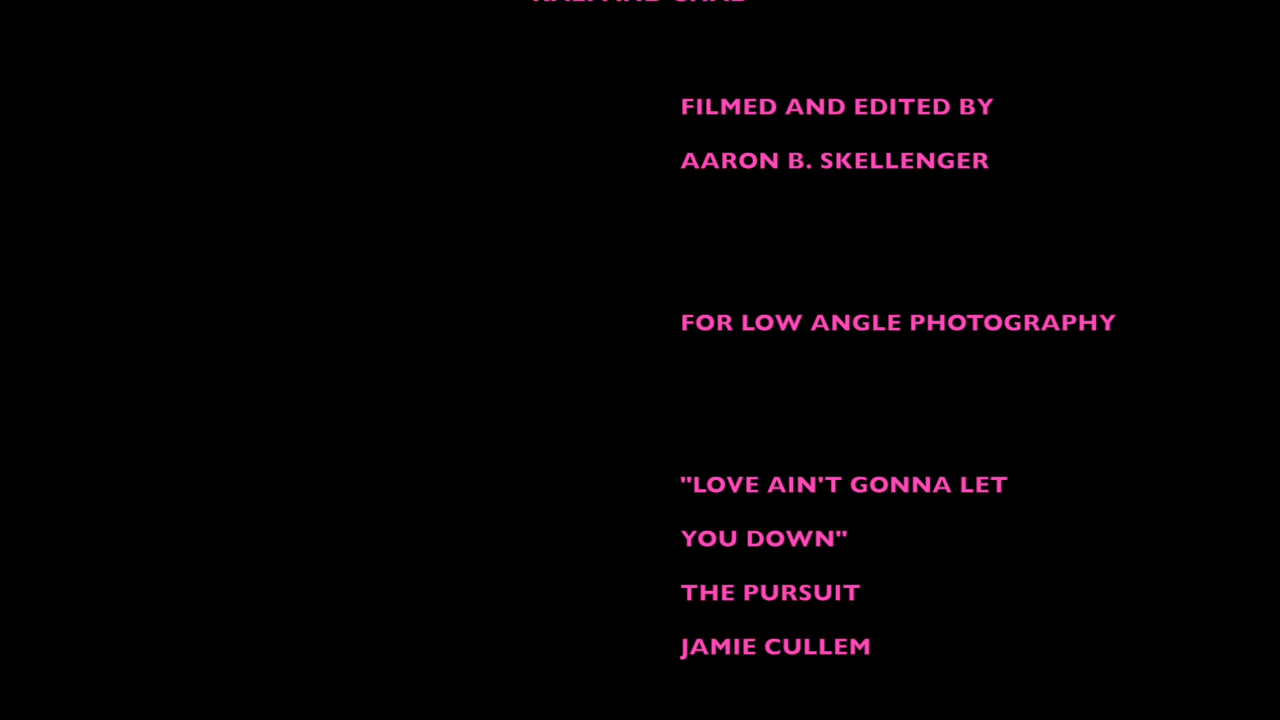 FILMED AND EDITED BY
AARON B. SKELLENGER
FOR LOW ANGLE PHOTOGRAPHY
"LOVE AIN'T GONNA LET
YOU DOWN"
THE PURSUIT
JAMIE CULLEM